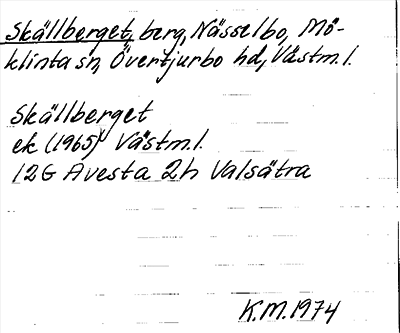 Skällberget, berg, Nässelbo, Mö-
klinta sn, Övertjurbo hd, Västm.l.
Skällberget
ek (1965) Västm.l.
12G Avesta 2h Valsätra
K.M.1974